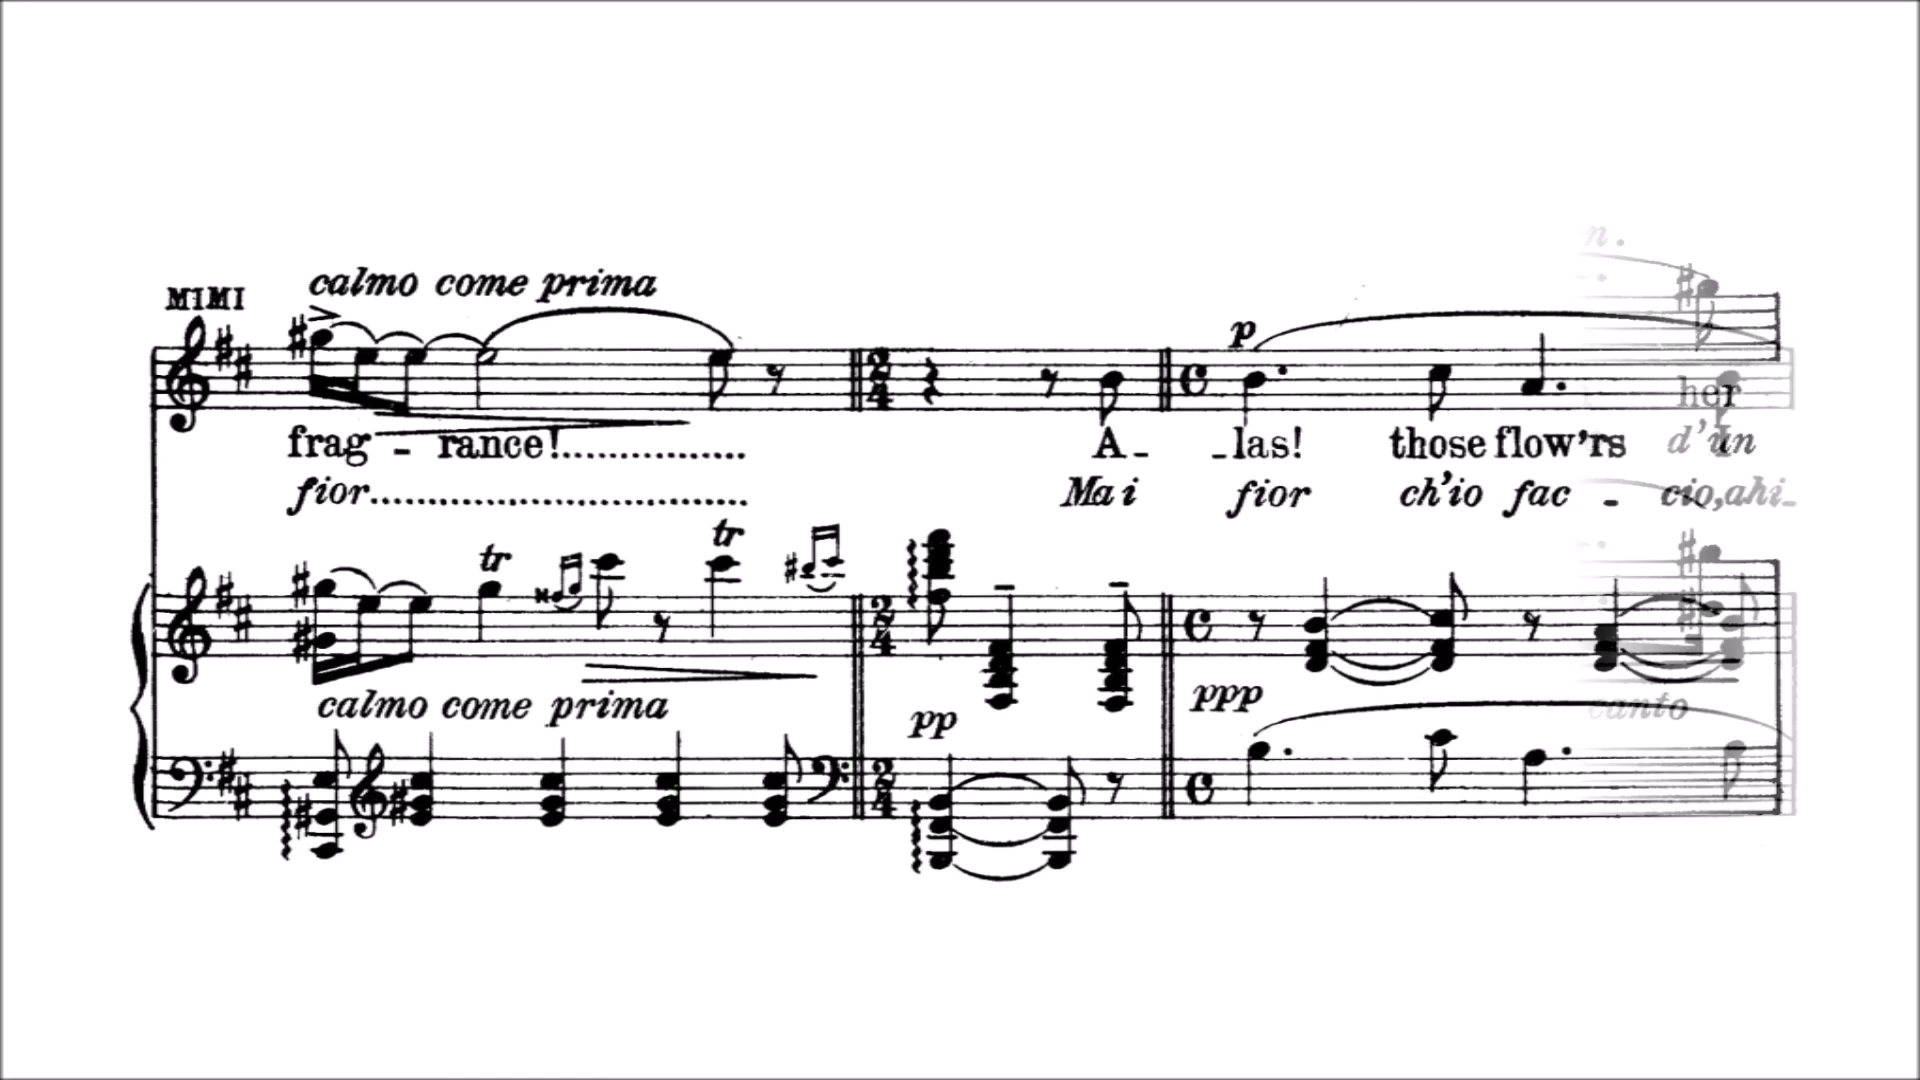 calmo come prima
MIMI
p
frag - rance!................ A - - las! those flow'rs her
fior................................ Mai fior ch'io fac - cio, ahi-
d'un
tr tr
calmo come prima pp ppp canto